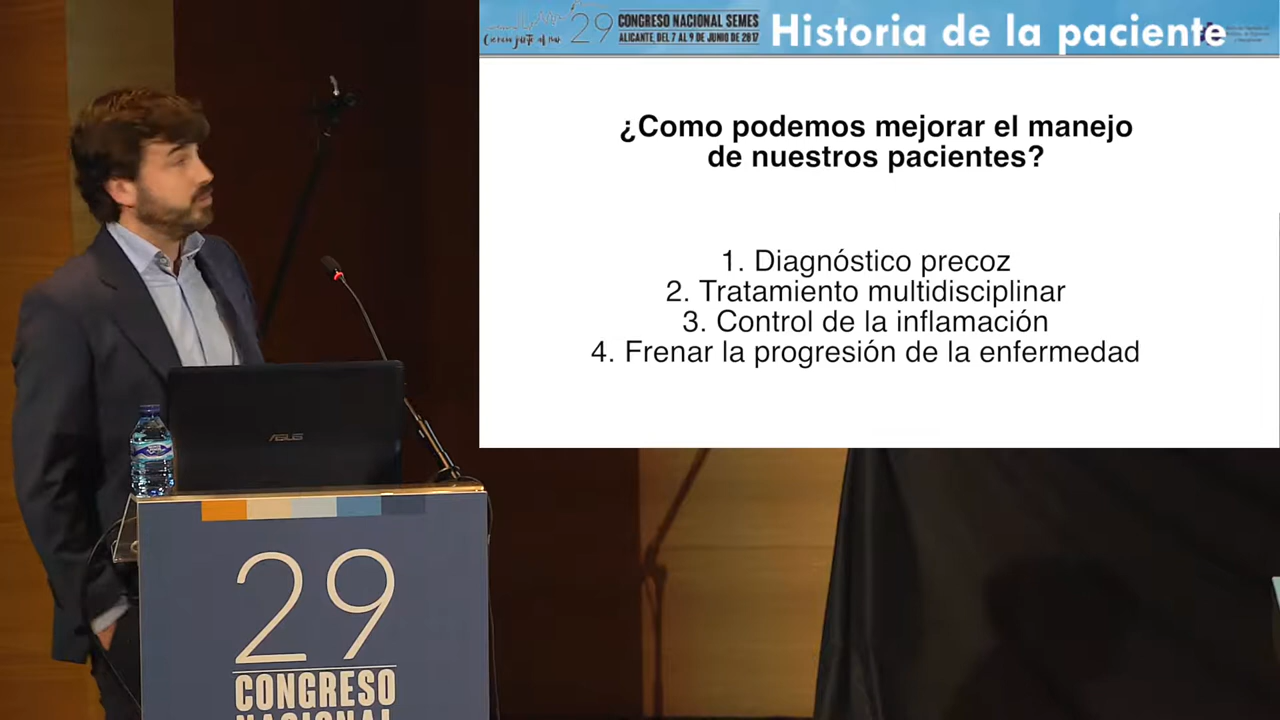 29
CONGRESO NACIONAL SEMES
ALICANTE, DEL 7 AL 9 DE JUNIO DE 2017
Historia de la paciente
¿Como podemos mejorar el manejo
de nuestros pacientes?
1. Diagnóstico precoz
2. Tratamiento multidisciplinar
3. Control de la inflamación
4. Frenar la progresión de la enfermedad
ASUS
29
CONGRESO
NACIONAL